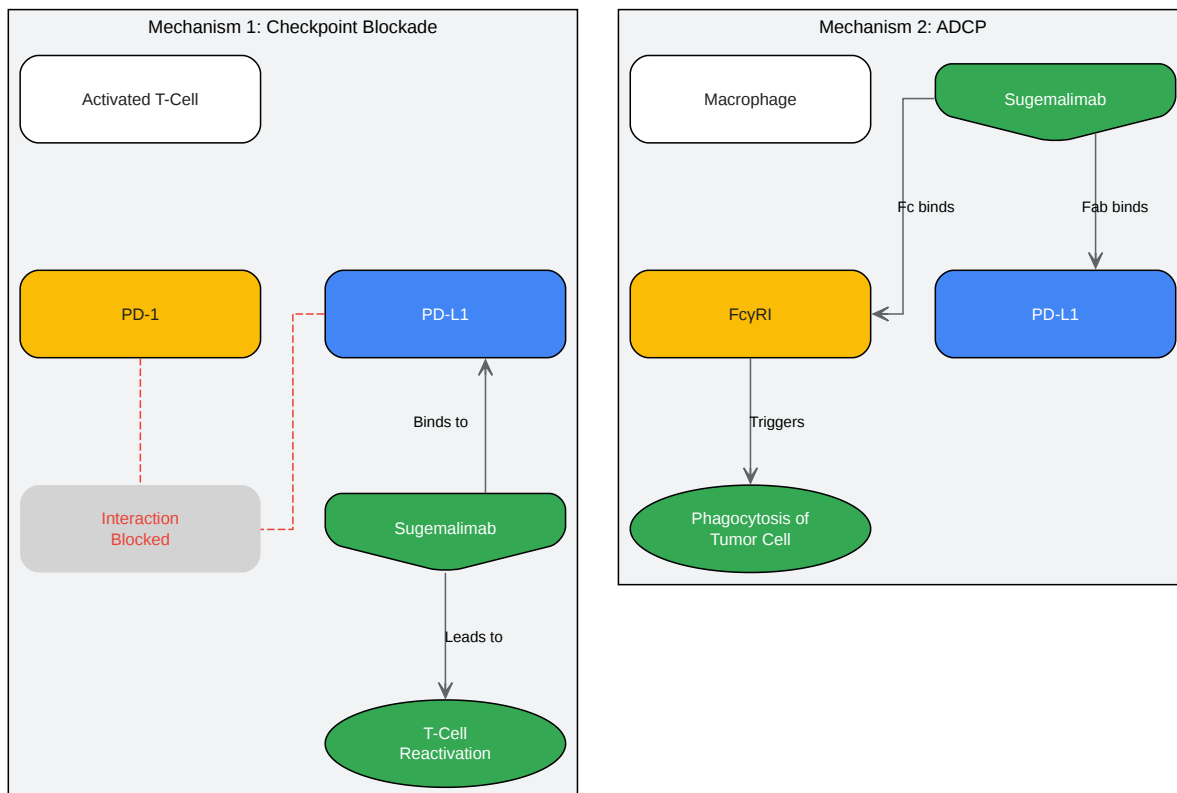 Mechanism 1: Checkpoint Blockade
Activated T-Cell
PD-1
PD-L1
Binds to
Interaction
Blocked
Sugemalimab
Leads to
T-Cell
Reactivation
Mechanism 2: ADCP
Macrophage
Sugemalimab
Fc binds
Fab binds
FcγRI
PD-L1
Triggers
Phagocytosis of
Tumor Cell